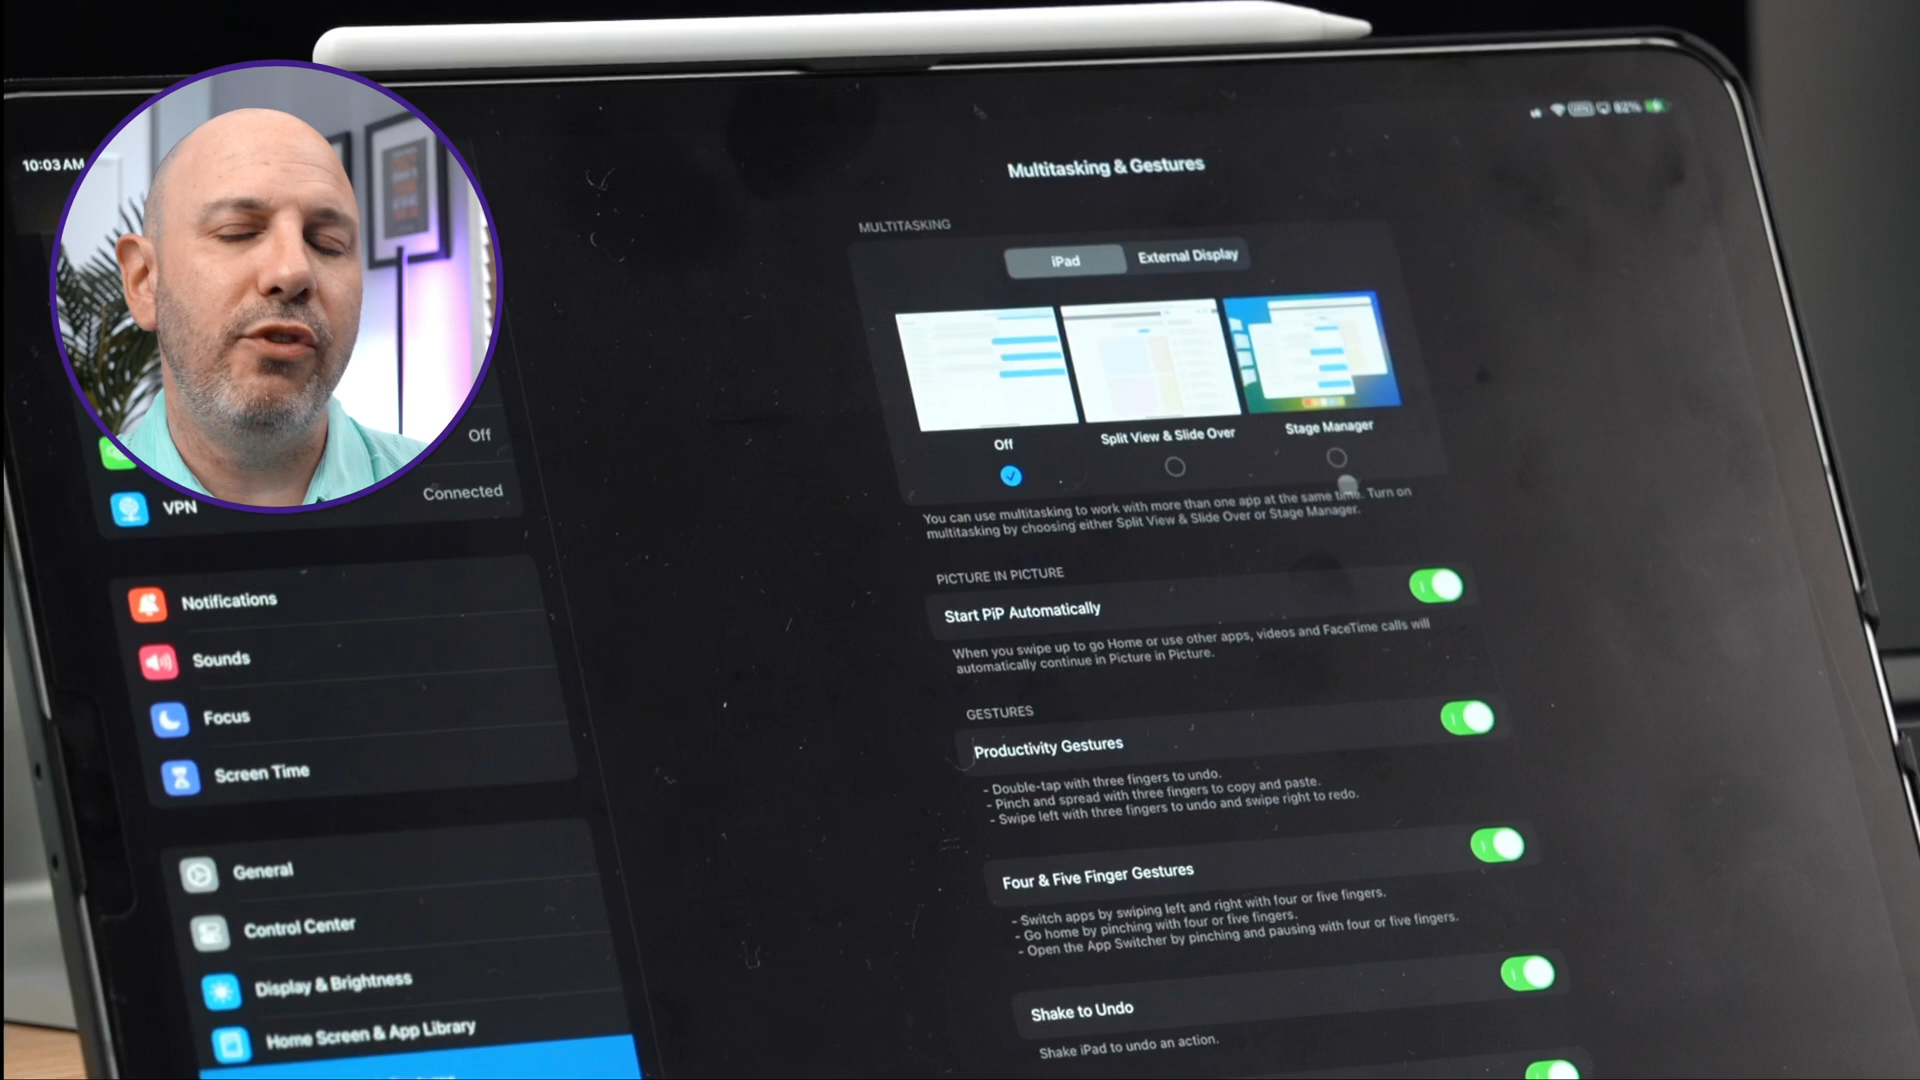 10:03 AM
82%
Multitasking & Gestures
MULTITASKING
iPad
External Display
Off
Split View & Slide Over
Stage Manager
You can use multitasking to work with more than one app at the same time. Turn on
multitasking by choosing either Split View & Slide Over or Stage Manager.
PICTURE IN PICTURE
Start PiP Automatically
When you swipe up to go Home or use other apps, videos and FaceTime calls will
automatically continue in Picture in Picture.
GESTURES
Productivity Gestures
- Double-tap with three fingers to undo.
- Pinch and spread with three fingers to copy and paste.
- Swipe left with three fingers to undo and swipe right to redo.
Four & Five Finger Gestures
- Switch apps by swiping left and right with four or five fingers.
- Go home by pinching with four or five fingers.
- Open the App Switcher by pinching and pausing with four or five fingers.
Shake to Undo
Shake iPad to undo an action.
Off
VPN
Connected
Notifications
Sounds
Focus
Screen Time
General
Control Center
Display & Brightness
Home Screen & App Library